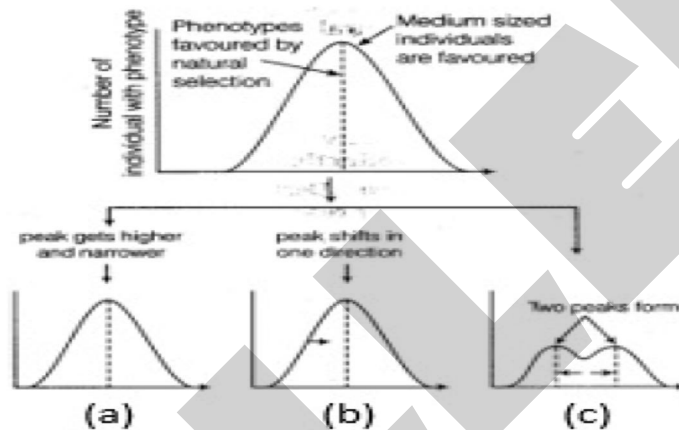 Phenotypes
favoured by
natural
selection
Medium sized
individuals
are favoured
Number of
individual with phenotype
peak gets higher
and narrower
peak shifts in
one direction
Two peaks form
(a)
(b)
(c)